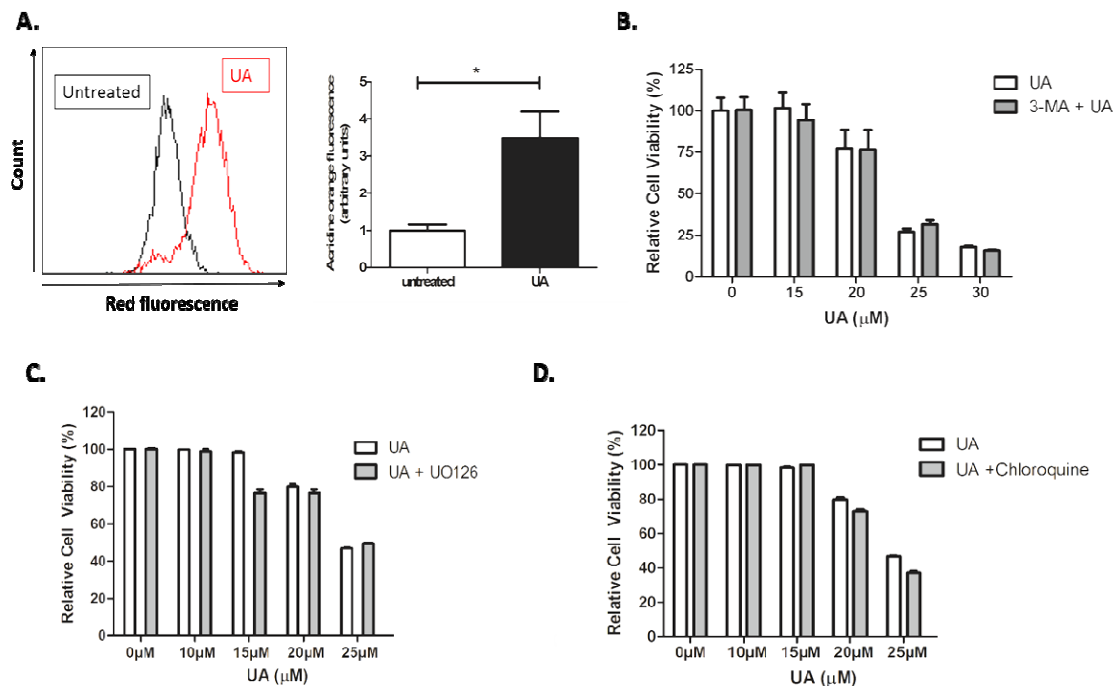 A.
Untreated
UA
Count
Red fluorescence
*
Acridine orange fluorescence
(arbitrary units)
5
4
3
2
1
0
untreated
UA
B.
Relative Cell Viability (%)
125
100
75
50
25
0
0
15
20
25
30
UA (µM)
UA
3-MA + UA
C.
Relative Cell Viability (%)
120
100
80
60
40
20
0
0µM
10µM
15µM
20µM
25µM
UA (µM)
UA
UA + UO126
D.
Relative Cell Viability (%)
120
100
80
60
40
20
0
0µM
10µM
15µM
20µM
25µM
UA (µM)
UA
UA +Chloroquine